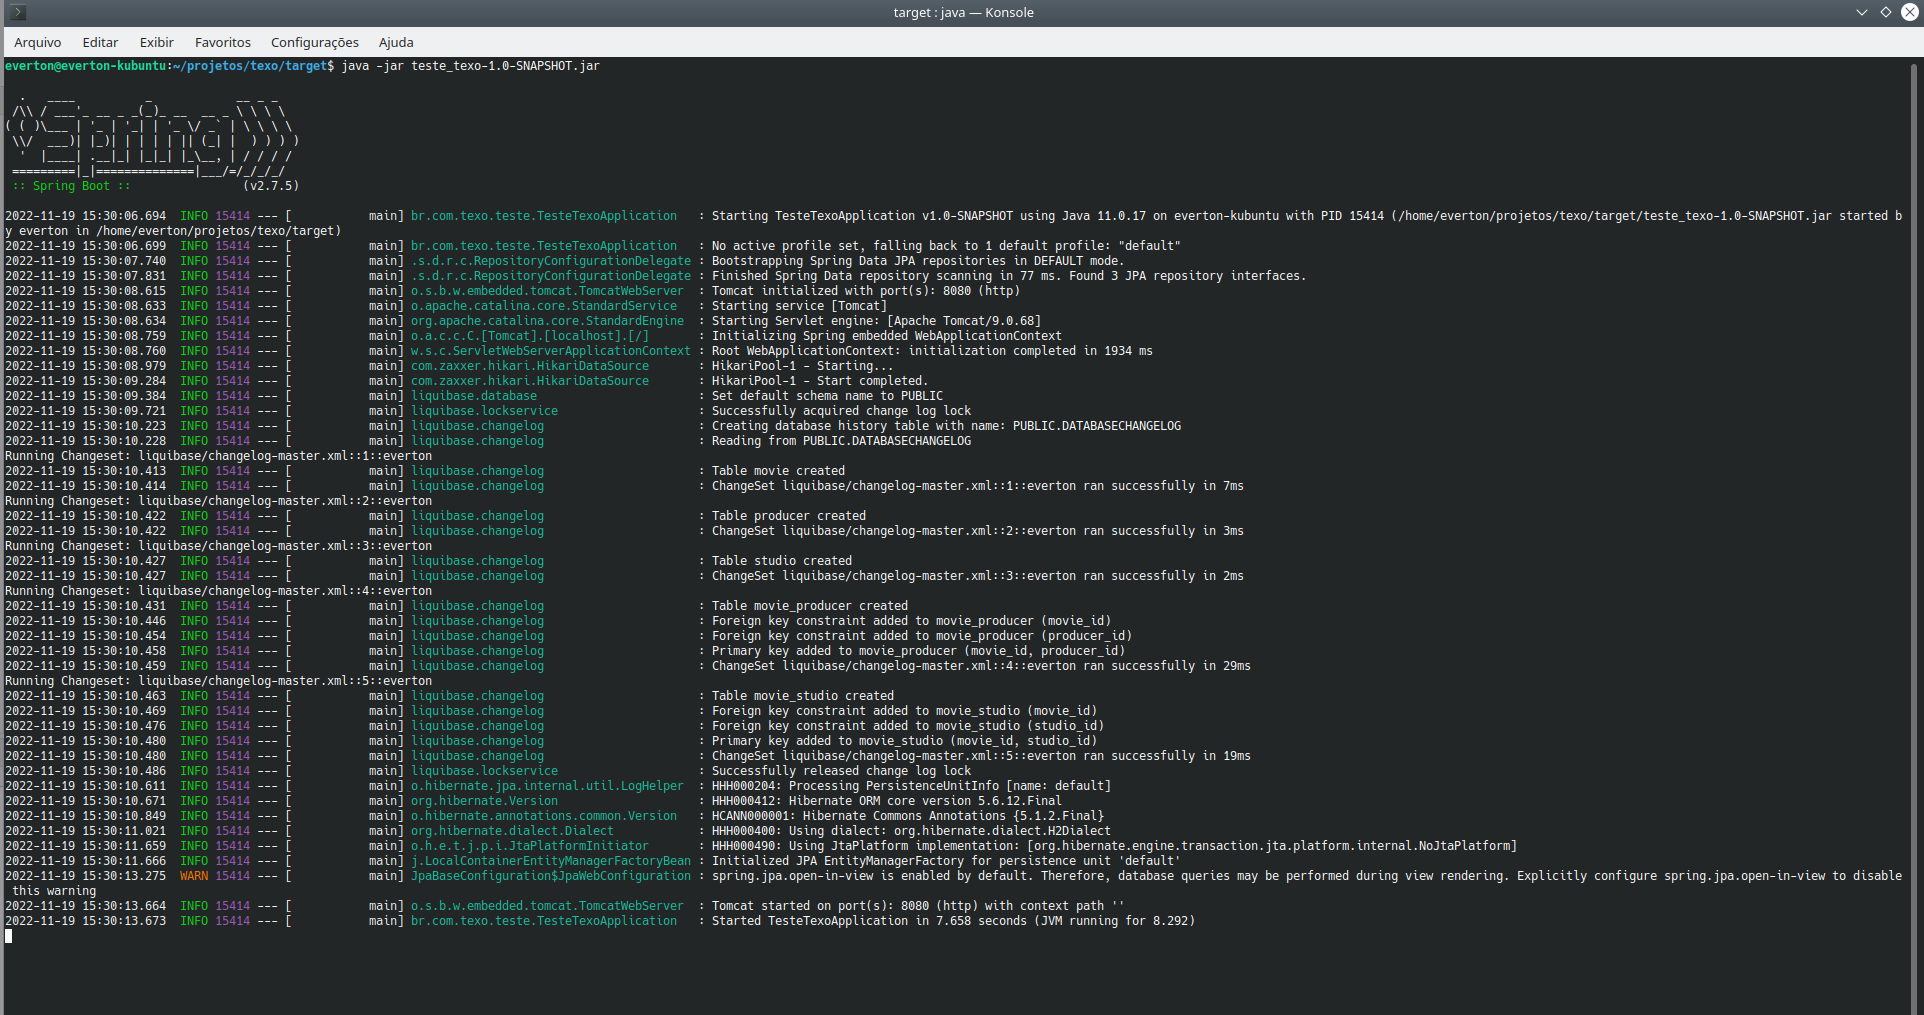 target : java — Konsole
Arquivo Editar Exibir Favoritos Configurações Ajuda
everton@everton-kubuntu:~/projetos/texo/target$ java -jar teste_texo-1.0-SNAPSHOT.jar
  .   ____          _            __ _ _
 /\\ / ___'_ __ _ _(_)_ __  __ _ \ \ \ \
( ( )\___ | '_ | '_| | '_ \/ _` | \ \ \ \
 \\/  ___)| |_)| | | | | || (_| |  ) ) ) )
  '  |____| .__|_| |_|_| |_\__, | / / / /
 =========|_|==============|___/=/_/_/_/
 :: Spring Boot ::                (v2.7.5)
2022-11-19 15:30:06.694  INFO 15414 --- [           main] br.com.texo.teste.TesteTexoApplication   : Starting TesteTexoApplication v1.0-SNAPSHOT using Java 11.0.17 on everton-kubuntu with PID 15414 (/home/everton/projetos/texo/target/teste_texo-1.0-SNAPSHOT.jar started b
y everton in /home/everton/projetos/texo/target)
2022-11-19 15:30:06.699  INFO 15414 --- [           main] br.com.texo.teste.TesteTexoApplication   : No active profile set, falling back to 1 default profile: "default"
2022-11-19 15:30:07.740  INFO 15414 --- [           main] .s.d.r.c.RepositoryConfigurationDelegate : Bootstrapping Spring Data JPA repositories in DEFAULT mode.
2022-11-19 15:30:07.831  INFO 15414 --- [           main] .s.d.r.c.RepositoryConfigurationDelegate : Finished Spring Data repository scanning in 77 ms. Found 3 JPA repository interfaces.
2022-11-19 15:30:08.615  INFO 15414 --- [           main] o.s.b.w.embedded.tomcat.TomcatWebServer  : Tomcat initialized with port(s): 8080 (http)
2022-11-19 15:30:08.633  INFO 15414 --- [           main] o.apache.catalina.core.StandardService   : Starting service [Tomcat]
2022-11-19 15:30:08.634  INFO 15414 --- [           main] org.apache.catalina.core.StandardEngine  : Starting Servlet engine: [Apache Tomcat/9.0.68]
2022-11-19 15:30:08.759  INFO 15414 --- [           main] o.a.c.c.C.[Tomcat].[localhost].[/]       : Initializing Spring embedded WebApplicationContext
2022-11-19 15:30:08.760  INFO 15414 --- [           main] w.s.c.ServletWebServerApplicationContext : Root WebApplicationContext: initialization completed in 1934 ms
2022-11-19 15:30:08.979  INFO 15414 --- [           main] com.zaxxer.hikari.HikariDataSource       : HikariPool-1 - Starting...
2022-11-19 15:30:09.284  INFO 15414 --- [           main] com.zaxxer.hikari.HikariDataSource       : HikariPool-1 - Start completed.
2022-11-19 15:30:09.384  INFO 15414 --- [           main] liquibase.database                       : Set default schema name to PUBLIC
2022-11-19 15:30:09.721  INFO 15414 --- [           main] liquibase.lockservice                    : Successfully acquired change log lock
2022-11-19 15:30:10.223  INFO 15414 --- [           main] liquibase.changelog                      : Creating database history table with name: PUBLIC.DATABASECHANGELOG
2022-11-19 15:30:10.228  INFO 15414 --- [           main] liquibase.changelog                      : Reading from PUBLIC.DATABASECHANGELOG
Running Changeset: liquibase/changelog-master.xml::1::everton
2022-11-19 15:30:10.413  INFO 15414 --- [           main] liquibase.changelog                      : Table movie created
2022-11-19 15:30:10.414  INFO 15414 --- [           main] liquibase.changelog                      : ChangeSet liquibase/changelog-master.xml::1::everton ran successfully in 7ms
Running Changeset: liquibase/changelog-master.xml::2::everton
2022-11-19 15:30:10.422  INFO 15414 --- [           main] liquibase.changelog                      : Table producer created
2022-11-19 15:30:10.422  INFO 15414 --- [           main] liquibase.changelog                      : ChangeSet liquibase/changelog-master.xml::2::everton ran successfully in 3ms
Running Changeset: liquibase/changelog-master.xml::3::everton
2022-11-19 15:30:10.427  INFO 15414 --- [           main] liquibase.changelog                      : Table studio created
2022-11-19 15:30:10.427  INFO 15414 --- [           main] liquibase.changelog                      : ChangeSet liquibase/changelog-master.xml::3::everton ran successfully in 2ms
Running Changeset: liquibase/changelog-master.xml::4::everton
2022-11-19 15:30:10.431  INFO 15414 --- [           main] liquibase.changelog                      : Table movie_producer created
2022-11-19 15:30:10.446  INFO 15414 --- [           main] liquibase.changelog                      : Foreign key constraint added to movie_producer (movie_id)
2022-11-19 15:30:10.454  INFO 15414 --- [           main] liquibase.changelog                      : Foreign key constraint added to movie_producer (producer_id)
2022-11-19 15:30:10.458  INFO 15414 --- [           main] liquibase.changelog                      : Primary key added to movie_producer (movie_id, producer_id)
2022-11-19 15:30:10.459  INFO 15414 --- [           main] liquibase.changelog                      : ChangeSet liquibase/changelog-master.xml::4::everton ran successfully in 29ms
Running Changeset: liquibase/changelog-master.xml::5::everton
2022-11-19 15:30:10.463  INFO 15414 --- [           main] liquibase.changelog                      : Table movie_studio created
2022-11-19 15:30:10.469  INFO 15414 --- [           main] liquibase.changelog                      : Foreign key constraint added to movie_studio (movie_id)
2022-11-19 15:30:10.476  INFO 15414 --- [           main] liquibase.changelog                      : Foreign key constraint added to movie_studio (studio_id)
2022-11-19 15:30:10.480  INFO 15414 --- [           main] liquibase.changelog                      : Primary key added to movie_studio (movie_id, studio_id)
2022-11-19 15:30:10.480  INFO 15414 --- [           main] liquibase.changelog                      : ChangeSet liquibase/changelog-master.xml::5::everton ran successfully in 19ms
2022-11-19 15:30:10.486  INFO 15414 --- [           main] liquibase.lockservice                    : Successfully released change log lock
2022-11-19 15:30:10.611  INFO 15414 --- [           main] o.hibernate.jpa.internal.util.LogHelper  : HHH000204: Processing PersistenceUnitInfo [name: default]
2022-11-19 15:30:10.671  INFO 15414 --- [           main] org.hibernate.Version                    : HHH000412: Hibernate ORM core version 5.6.12.Final
2022-11-19 15:30:10.849  INFO 15414 --- [           main] o.hibernate.annotations.common.Version   : HCANN000001: Hibernate Commons Annotations {5.1.2.Final}
2022-11-19 15:30:11.021  INFO 15414 --- [           main] org.hibernate.dialect.Dialect            : HHH000400: Using dialect: org.hibernate.dialect.H2Dialect
2022-11-19 15:30:11.659  INFO 15414 --- [           main] o.h.e.t.j.p.i.JtaPlatformInitiator       : HHH000490: Using JtaPlatform implementation: [org.hibernate.engine.transaction.jta.platform.internal.NoJtaPlatform]
2022-11-19 15:30:11.666  INFO 15414 --- [           main] j.LocalContainerEntityManagerFactoryBean : Initialized JPA EntityManagerFactory for persistence unit 'default'
2022-11-19 15:30:13.275  WARN 15414 --- [           main] JpaBaseConfiguration$JpaWebConfiguration : spring.jpa.open-in-view is enabled by default. Therefore, database queries may be performed during view rendering. Explicitly configure spring.jpa.open-in-view to disable
 this warning
2022-11-19 15:30:13.664  INFO 15414 --- [           main] o.s.b.w.embedded.tomcat.TomcatWebServer  : Tomcat started on port(s): 8080 (http) with context path ''
2022-11-19 15:30:13.673  INFO 15414 --- [           main] br.com.texo.teste.TesteTexoApplication   : Started TesteTexoApplication in 7.658 seconds (JVM running for 8.292)